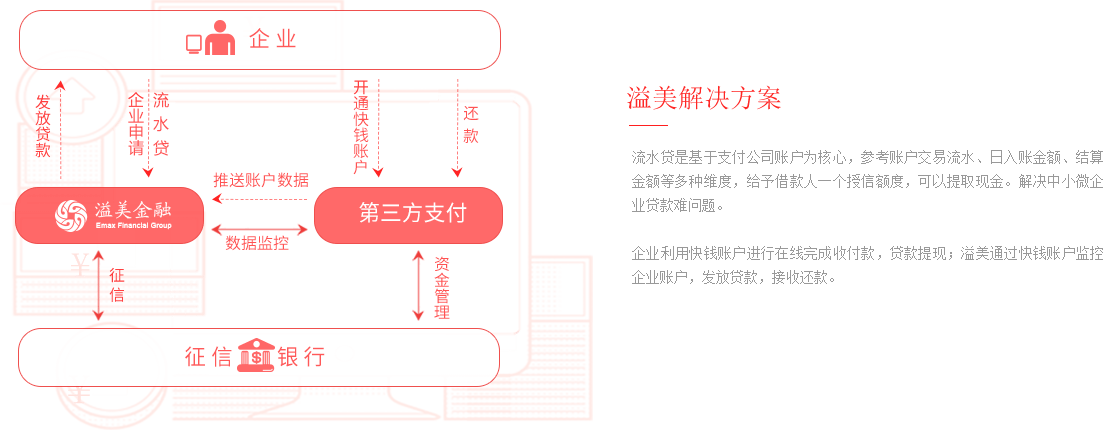 企业
发放贷款
企业申请
流水贷
开通快钱账户
还款
推送账户数据
溢美金融
Emax Financial Group
第三方支付
数据监控
征信
资金管理
征信银行
溢美解决方案
流水贷是基于支付公司账户为核心，参考账户交易流水、日入账金额、结算
金额等多种维度，给予借款人一个授信额度，可以提取现金。解决中小微企
业贷款难问题。
企业利用快钱账户进行在线完成收付款，贷款提现；溢美通过快钱账户监控
企业账户，发放贷款，接收还款。